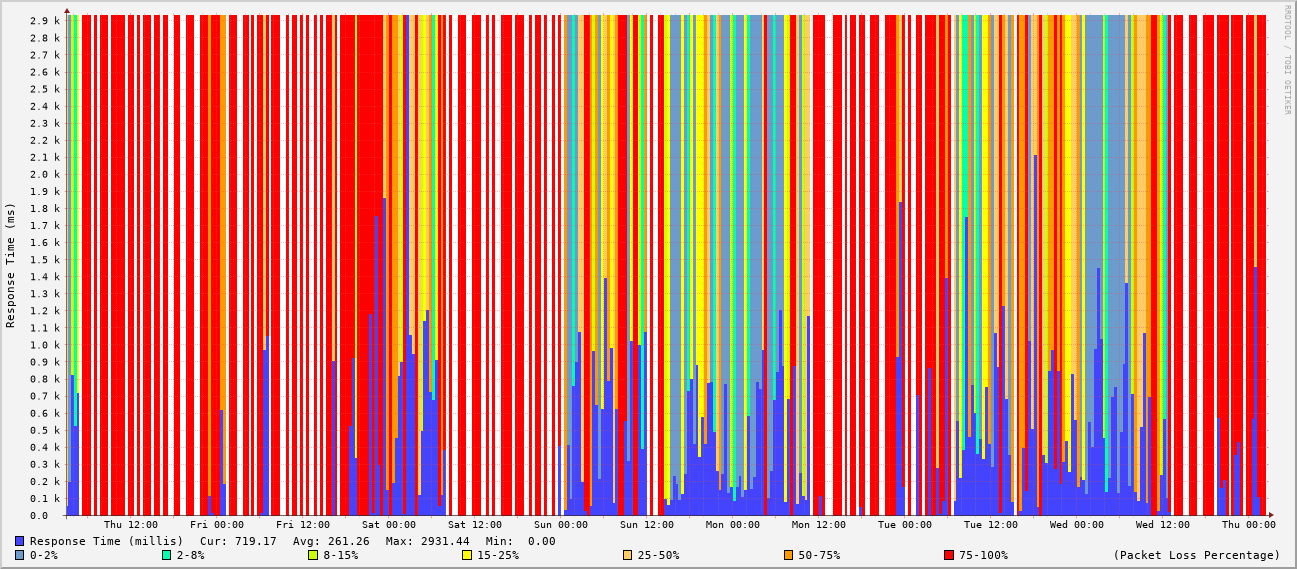 2.9 k
2.8 k
2.7 k
2.6 k
2.5 k
2.4 k
2.3 k
2.2 k
2.1 k
2.0 k
1.9 k
1.8 k
1.7 k
1.6 k
1.5 k
1.4 k
1.3 k
1.2 k
1.1 k
1.0 k
0.9 k
0.8 k
0.7 k
0.6 k
0.5 k
0.4 k
0.3 k
0.2 k
0.1 k
0.0
Response Time (ms)
RRDTOOL / TOBI OETIKER
Thu 12:00 Fri 00:00 Fri 12:00 Sat 00:00 Sat 12:00 Sun 00:00 Sun 12:00 Mon 00:00 Mon 12:00 Tue 00:00 Tue 12:00 Wed 00:00 Wed 12:00 Thu 00:00
Response Time (millis) Cur: 719.17 Avg: 261.26 Max: 2931.44 Min: 0.00
0-2% 2-8% 8-15% 15-25% 25-50% 50-75% 75-100% (Packet Loss Percentage)